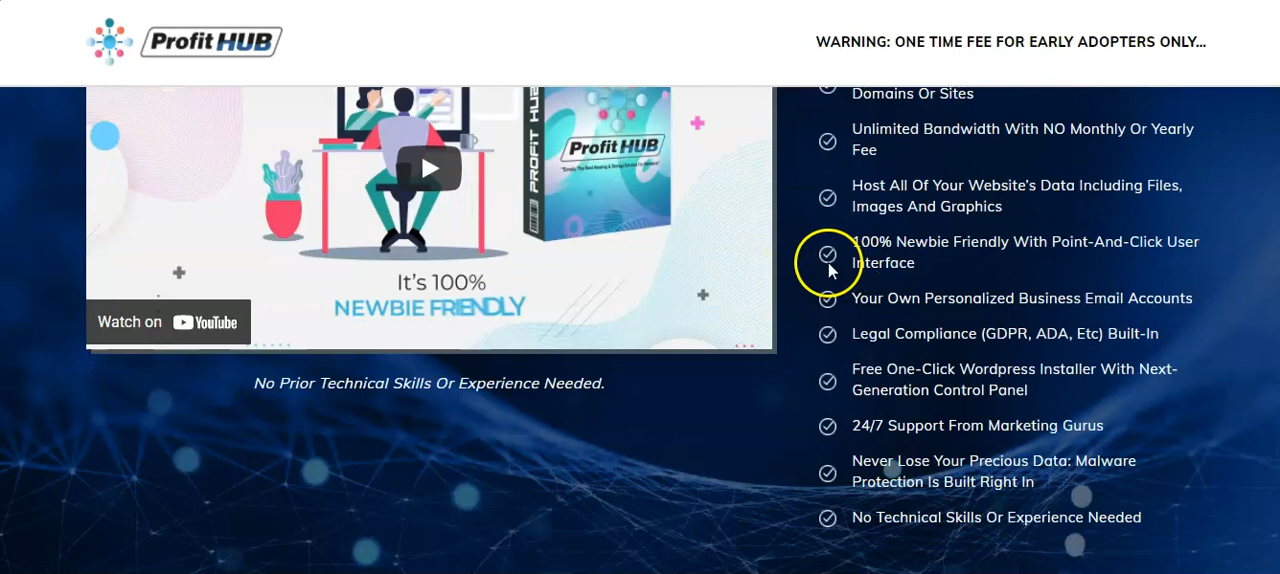 Profit HUB
WARNING: ONE TIME FEE FOR EARLY ADOPTERS ONLY...
PROFIT HUB
Profit HUB
It's 100%
NEWBIE FRIENDLY
Watch on YouTube
No Prior Technical Skills Or Experience Needed.
Domains Or Sites
Unlimited Bandwidth With NO Monthly Or Yearly
Fee
Host All Of Your Website's Data Including Files,
Images And Graphics
100% Newbie Friendly With Point-And-Click User
Interface
Your Own Personalized Business Email Accounts
Legal Compliance (GDPR, ADA, Etc) Built-In
Free One-Click Wordpress Installer With Next-
Generation Control Panel
24/7 Support From Marketing Gurus
Never Lose Your Precious Data: Malware
Protection Is Built Right In
No Technical Skills Or Experience Needed